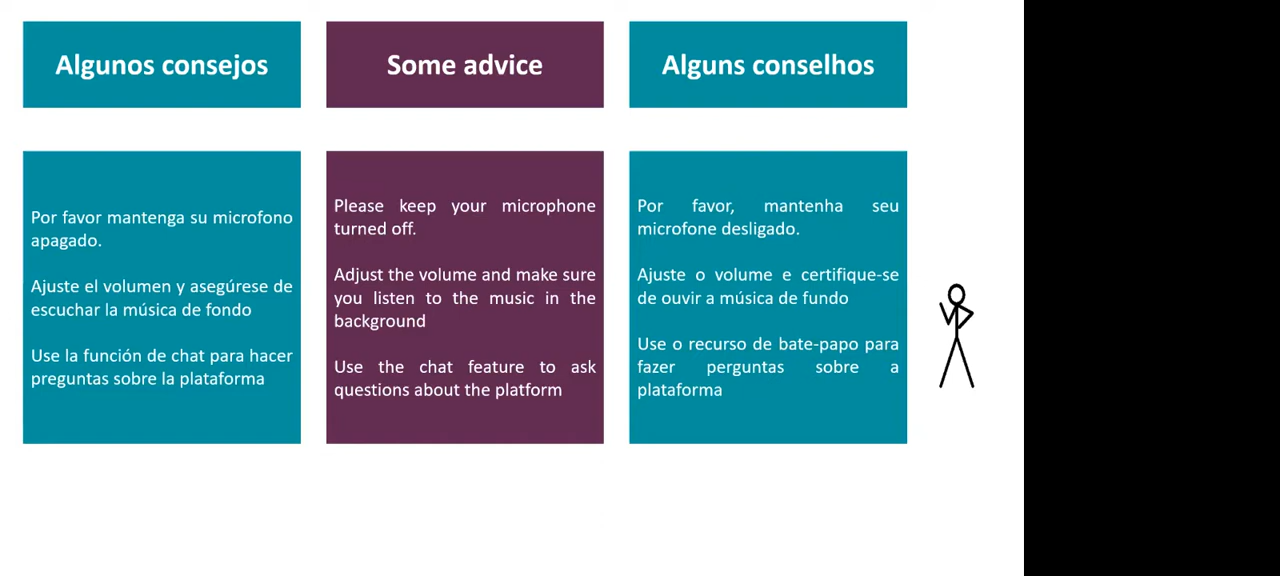 Algunos consejos
Some advice
Alguns conselhos
Por favor mantenga su microfono
apagado.
Ajuste el volumen y asegúrese de
escuchar la música de fondo
Use la función de chat para hacer
preguntas sobre la plataforma
Please keep your microphone
turned off.
Adjust the volume and make sure
you listen to the music in the
background
Use the chat feature to ask
questions about the platform
Por favor, mantenha seu
microfone desligado.
Ajuste o volume e certifique-se
de ouvir a música de fundo
Use o recurso de bate-papo para
fazer perguntas sobre a
plataforma